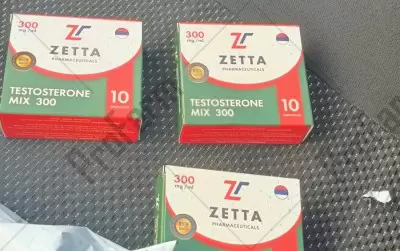 300
mg /ml
ZETTA
PHARMACEUTICALS
TESTOSTERONE
MIX 300
10
300
mg /ml
ZETTA
PHARMACEUTICALS
TESTOSTERONE
MIX 300
10
300
mg /ml
ZETTA
PHARMACEUTICALS